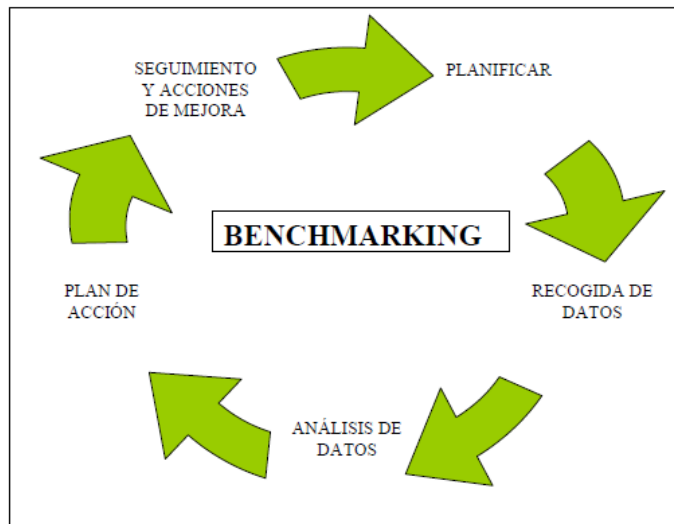 SEGUIMIENTO
Y ACCIONES
DE MEJORA
PLANIFICAR
BENCHMARKING
PLAN DE
ACCIÓN
RECOGIDA DE
DATOS
ANÁLISIS DE
DATOS